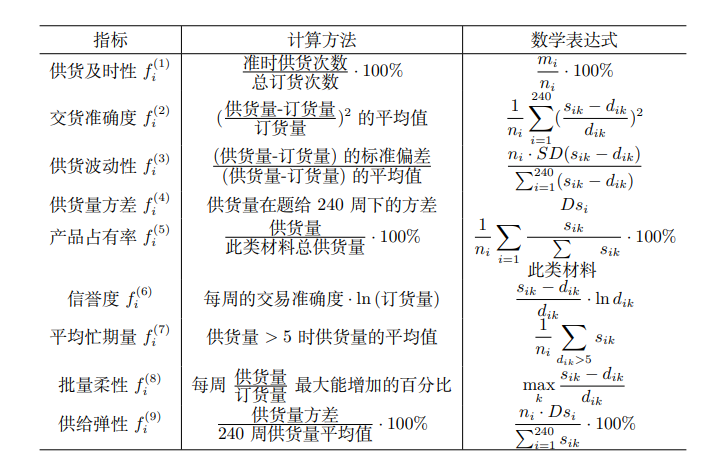 指标 计算方法 数学表达式
供货及时性 $f_i^{(1)}$ $\frac{准时供货次数}{总订货次数} \cdot 100\%$ $\frac{m_i}{n_i} \cdot 100\%$
交货准确度 $f_i^{(2)}$ $(\frac{供货量-订货量}{订货量})^2$ 的平均值 $\frac{1}{n_i} \sum_{i=1}^{240} (\frac{s_{ik} - d_{ik}}{d_{ik}})^2$
供货波动性 $f_i^{(3)}$ $\frac{(供货量-订货量) 的标准偏差}{(供货量-订货量) 的平均值}$ $\frac{n_i \cdot SD(s_{ik} - d_{ik})}{\sum_{i=1}^{240} (s_{ik} - d_{ik})}$
供货量方差 $f_i^{(4)}$ 供货量在题给 240 周下的方差 $Ds_i$
产品占有率 $f_i^{(5)}$ $\frac{供货量}{此类材料总供货量} \cdot 100\%$ $\frac{1}{n_i} \sum_{i=1} \frac{s_{ik}}{\sum_{此类材料} s_{ik}} \cdot 100\%$
信誉度 $f_i^{(6)}$ 每周的交易准确度 $\cdot \ln$ (订货量) $\frac{s_{ik} - d_{ik}}{d_{ik}} \cdot \ln d_{ik}$
平均忙期量 $f_i^{(7)}$ 供货量 $> 5$ 时供货量的平均值 $\frac{1}{n_i} \sum_{d_{ik}>5} s_{ik}$
批量柔性 $f_i^{(8)}$ 每周 $\frac{供货量}{订货量}$ 最大能增加的百分比 $\max_k \frac{s_{ik} - d_{ik}}{d_{ik}}$
供给弹性 $f_i^{(9)}$ $\frac{供货量方差}{240 周供货量平均值} \cdot 100\%$ $\frac{n_i \cdot Ds_i}{\sum_{i=1}^{240} s_{ik}} \cdot 100\%$